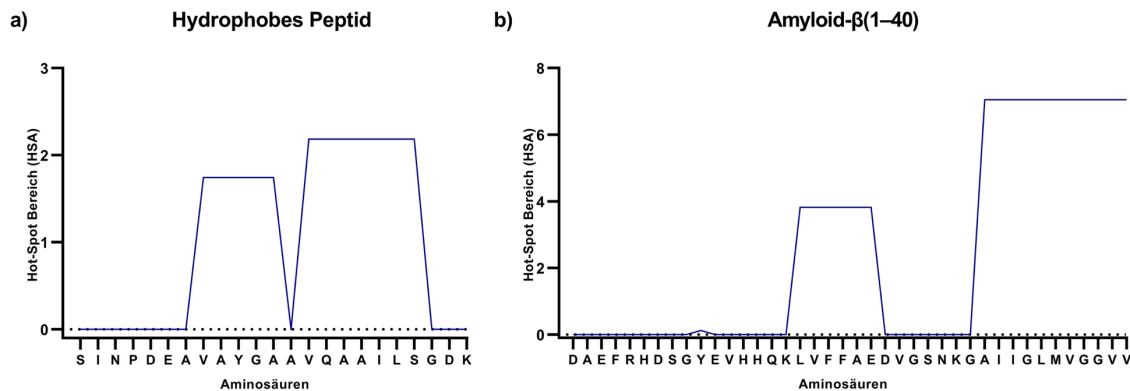 a) Hydrophobes Peptid
3
2
1
0
Hot-Spot Bereich (HSA)
S I N P D E A V A Y G A A V Q A A I L S G D K
Aminosäuren
b) Amyloid-β(1–40)
8
6
4
2
0
Hot-Spot Bereich (HSA)
D A E F R H D S G Y E V H H Q K L V F F A E D V G S N K G A I I G L M V G G V V
Aminosäuren